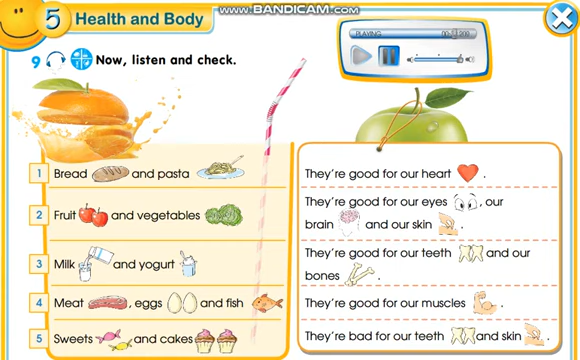 www.BANDICAM.com
5 Health and Body
PLAYING
9 Now, listen and check.
1 Bread and pasta
They're good for our heart .
2 Fruit and vegetables
They're good for our eyes , our
brain and our skin .
3 Milk and yogurt
They're good for our teeth and our
bones .
4 Meat , eggs and fish
They're good for our muscles .
5 Sweets and cakes
They're bad for our teeth and skin .